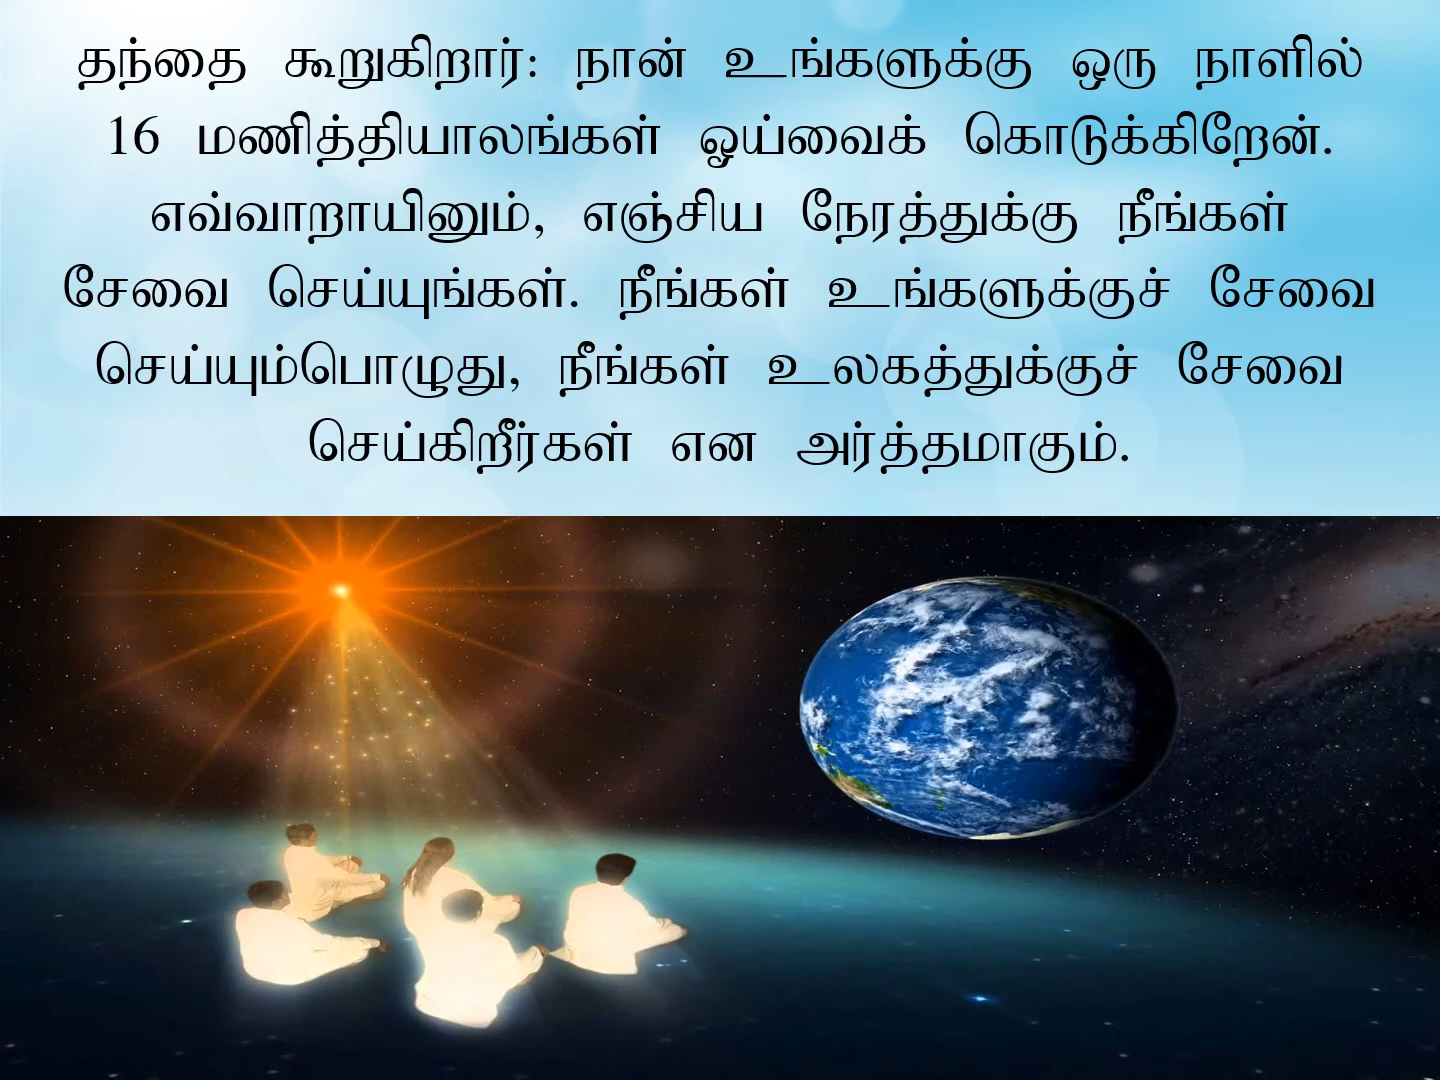 தந்தை கூறுகிறார்: நான் உங்களுக்கு ஒரு நாளில்
16 மணித்தியாலங்கள் ஓய்வைக் கொடுக்கிறேன்.
எவ்வாறாயினும், எஞ்சிய நேரத்துக்கு நீங்கள்
சேவை செய்யுங்கள். நீங்கள் உங்களுக்குச் சேவை
செய்யும்பொழுது, நீங்கள் உலகத்துக்குச் சேவை
செய்கிறீர்கள் என அர்த்தமாகும்.